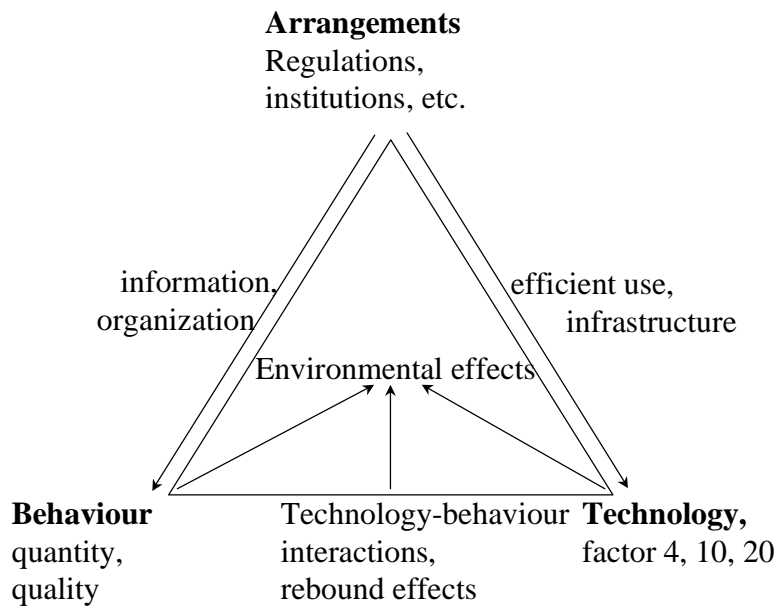 Arrangements
Regulations,
institutions, etc.
information,
organization
efficient use,
infrastructure
Environmental effects
Behaviour
quantity,
quality
Technology-behaviour
interactions,
rebound effects
Technology,
factor 4, 10, 20